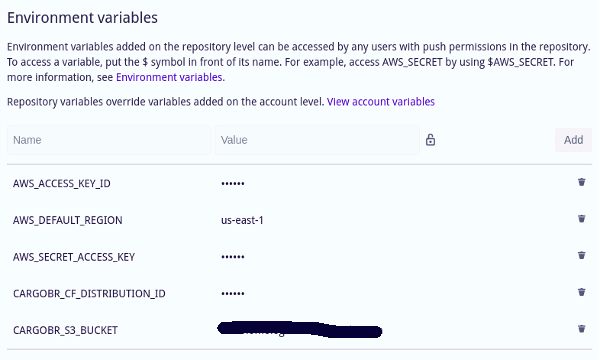 Environment variables
Environment variables added on the repository level can be accessed by any users with push permissions in the repository.
To access a variable, put the $ symbol in front of its name. For example, access AWS_SECRET by using $AWS_SECRET. For
more information, see Environment variables.
Repository variables override variables added on the account level. View account variables
Name Value Add
AWS_ACCESS_KEY_ID ••••••
AWS_DEFAULT_REGION us-east-1
AWS_SECRET_ACCESS_KEY ••••••
CARGOBR_CF_DISTRIBUTION_ID ••••••
CARGOBR_S3_BUCKET